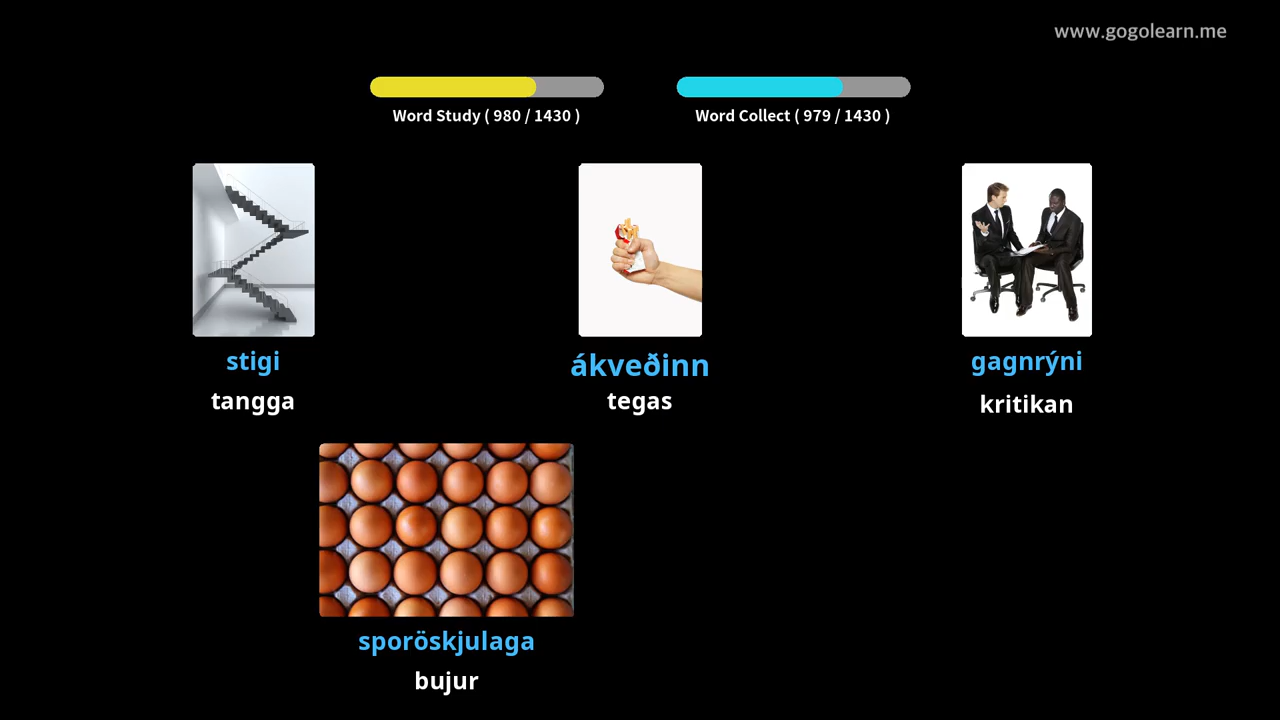 www.gogolearn.me
Word Study ( 980 / 1430 )
Word Collect ( 979 / 1430 )
stigi
tangga
ákveðinn
tegas
gagnrýni
kritikan
sporöskjulaga
bujur